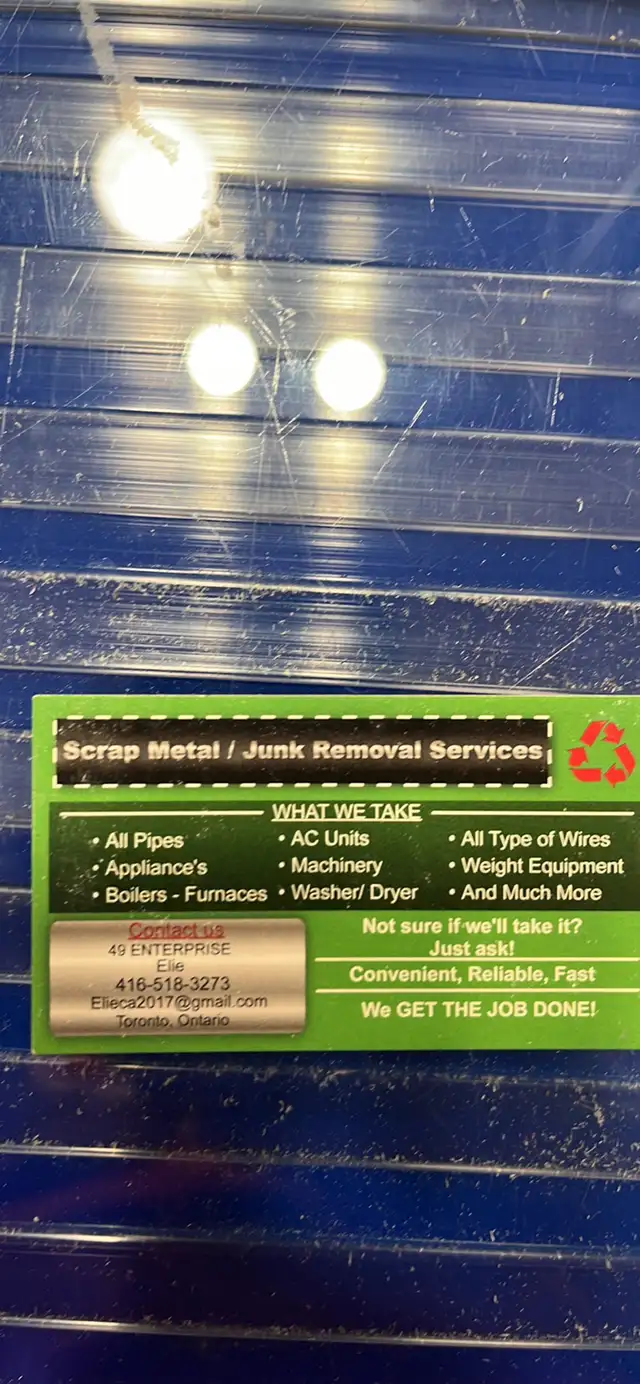 Scrap Metal / Junk Removal Services
WHAT WE TAKE
• All Pipes
• Appliance's
• Boilers - Furnaces
• AC Units
• Machinery
• Washer/ Dryer
• All Type of Wires
• Weight Equipment
• And Much More
Contact us
49 ENTERPRISE
Elie
416-518-3273
Elieca2017@gmail.com
Toronto, Ontario
Not sure if we'll take it?
Just ask!
Convenient, Reliable, Fast
We GET THE JOB DONE!